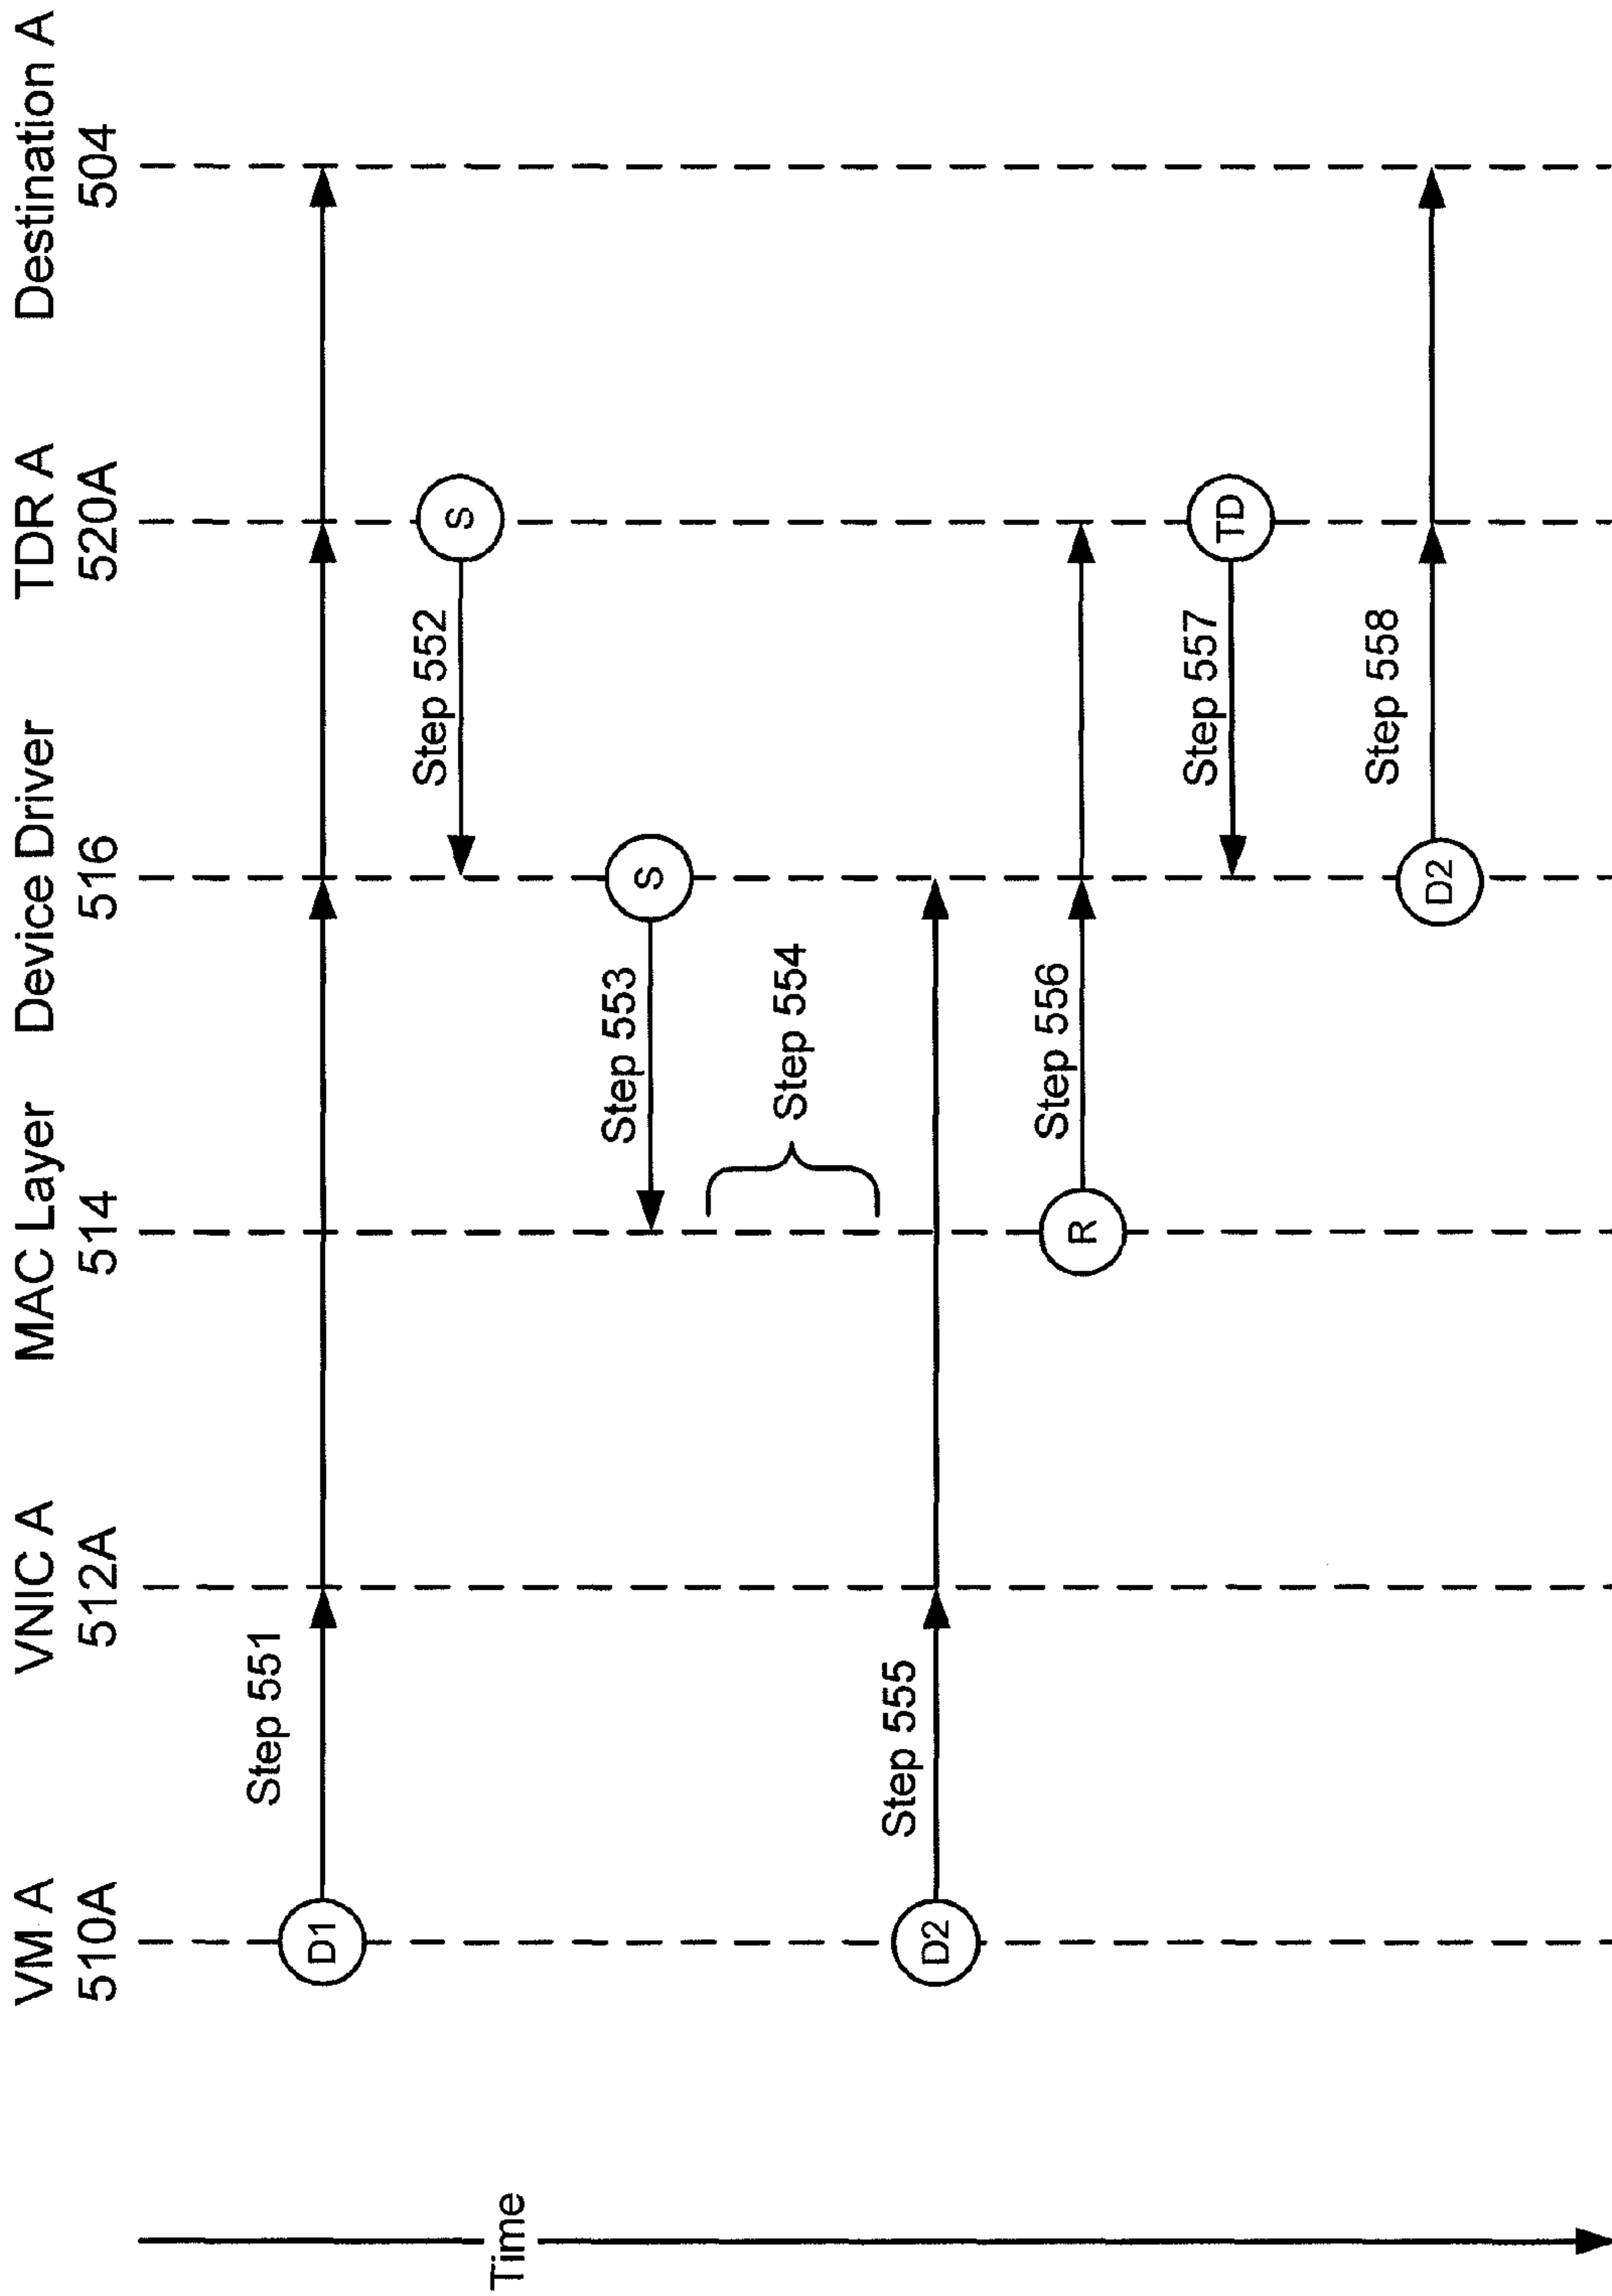 VM A
510A
VNIC A
512A
MAC Layer
514
Device Driver
516
TDR A
520A
Destination A
504
Time
D1
Step 551
S
Step 552
S
Step 553
Step 554
D2
Step 555
R
Step 556
TD
Step 557
D2
Step 558